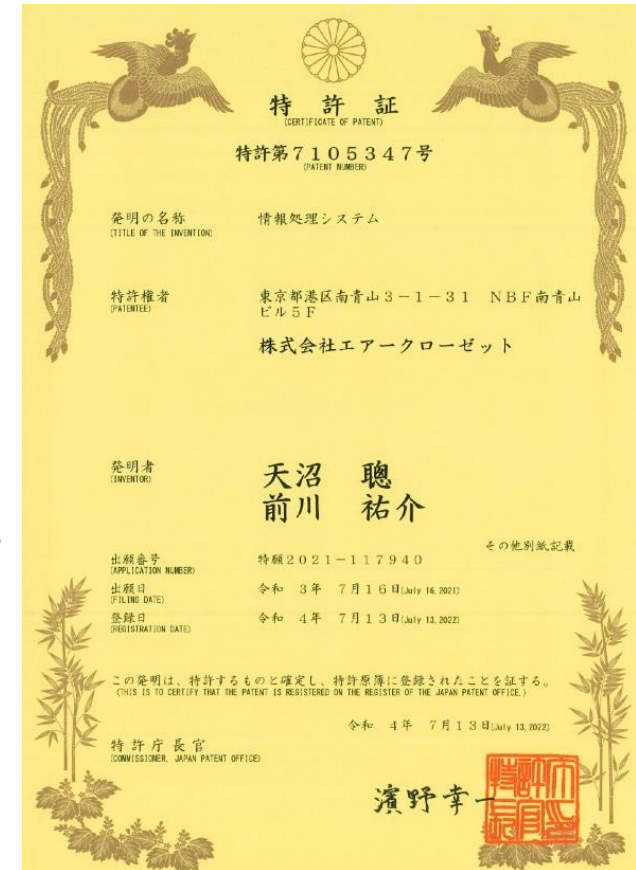 特許証
(CERTIFICATE OF PATENT)
特許第7105347号
(PATENT NUMBER)
発明の名称 情報処理システム
(TITLE OF THE INVENTION)
特許権者 東京都港区南青山3-1-31 NBF南青山
(PATENTEE) ビル5F
株式会社エアークローゼット
発明者 天沼 聰
(INVENTOR) 前川 祐介
その他別紙記載
出願番号 特願2021-117940
(APPLICATION NUMBER)
出願日 令和 3年 7月16日(July 16,2021)
(FILING DATE)
登録日 令和 4年 7月13日(July 13,2022)
(REGISTRATION DATE)
この発明は、特許するものと確定し、特許原簿に登録されたことを証する。
(THIS IS TO CERTIFY THAT THE PATENT IS REGISTERED ON THE REGISTER OF THE JAPAN PATENT OFFICE.)
令和 4年 7月13日(July 13,2022)
特許庁長官
(COMMISSIONER, JAPAN PATENT OFFICE)
濱野幸一